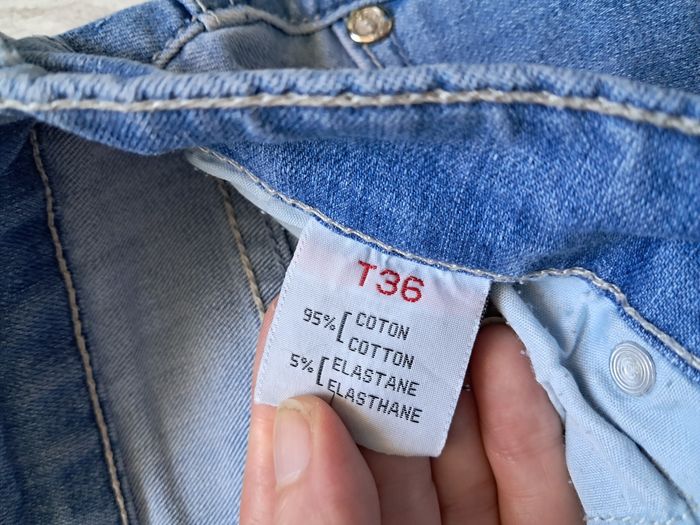 T36
95% [ COTON
COTTON
5% [ ELASTANE
ELASTHANE